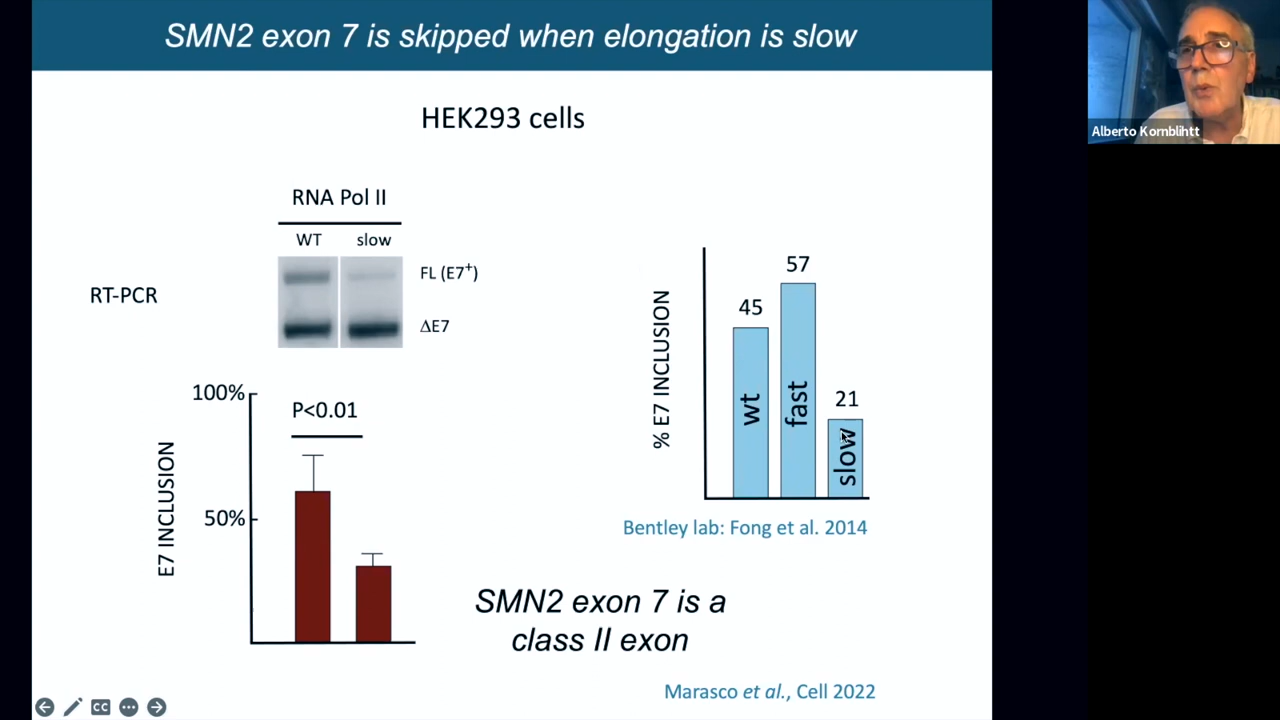 SMN2 exon 7 is skipped when elongation is slow
Alberto Kornblihtt
HEK293 cells
RNA Pol II
WT slow
FL (E7+)
RT-PCR
ΔE7
100%
P<0.01
50%
E7 INCLUSION
57
45
21
% E7 INCLUSION
wt
fast
slow
Bentley lab: Fong et al. 2014
SMN2 exon 7 is a
class II exon
Marasco et al., Cell 2022
CC